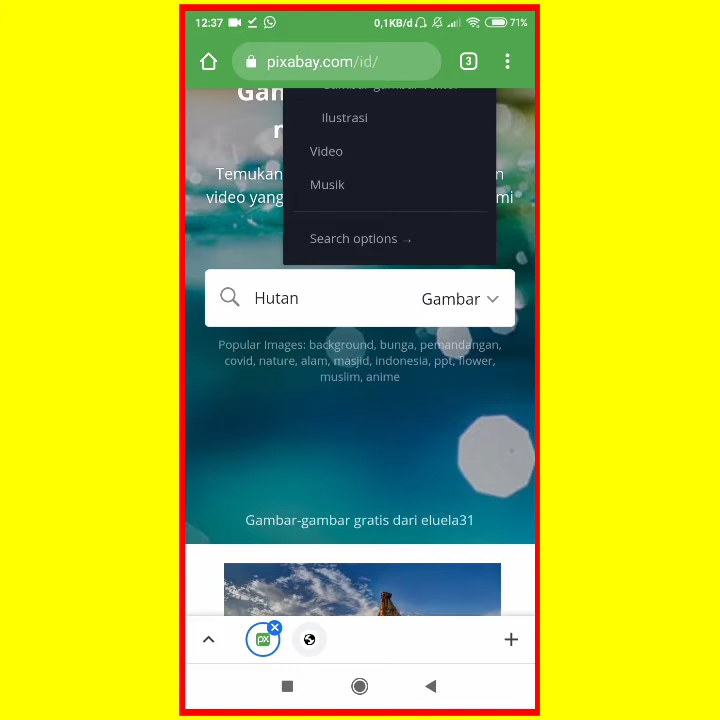 12:37
0,1KB/d
71%
pixabay.com/id/
3
Ilustrasi
Video
Temukan
n
Musik
video yang
mi
Search options →
Hutan
Gambar
Popular Images: background, bunga, pemandangan,
covid, nature, alam, masjid, indonesia, ppt, flower,
muslim, anime
Gambar-gambar gratis dari eluela31
px